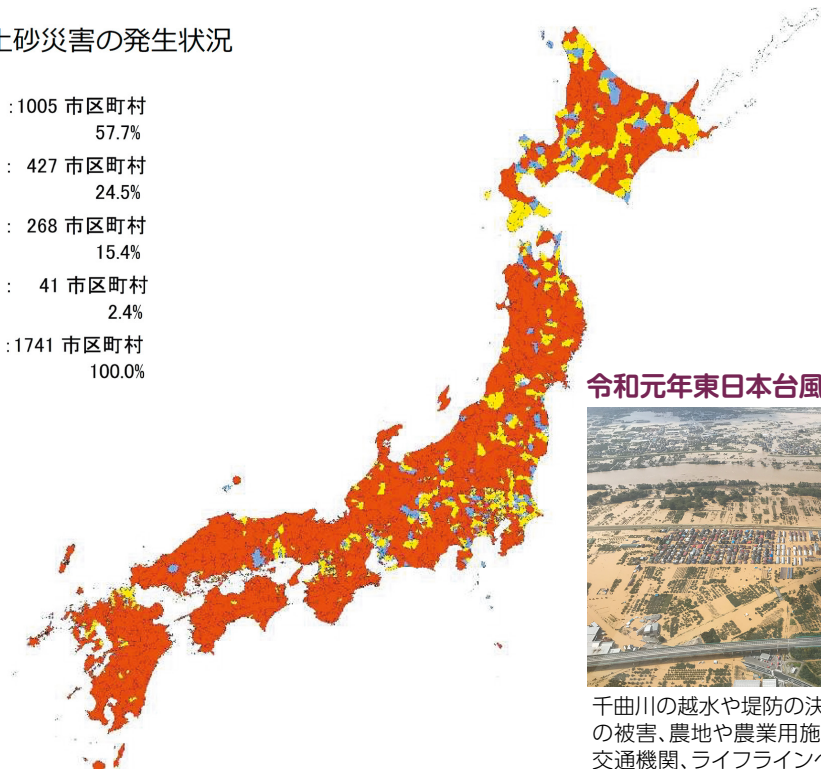 土砂災害の発生状況
:1005 市区町村
57.7%
: 427 市区町村
24.5%
: 268 市区町村
15.4%
: 41 市区町村
2.4%
:1741 市区町村
100.0%
令和元年東日本台風
千曲川の越水や堤防の決
の被害、農地や農業用施
交通機関、ライフラインへ